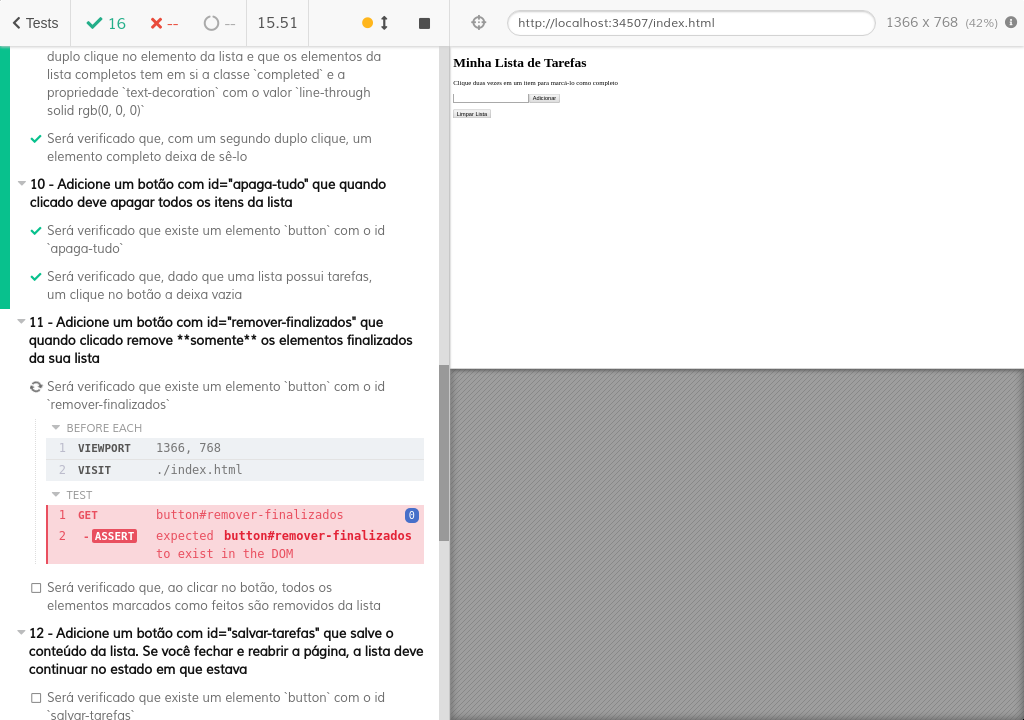 Tests
16
--
--
15.51
http://localhost:34507/index.html
1366 x 768 (42%)
duplo clique no elemento da lista e que os elementos da
lista completos tem em si a classe `completed` e a
propriedade `text-decoration` com o valor `line-through
solid rgb(0, 0, 0)`
Será verificado que, com um segundo duplo clique, um
elemento completo deixa de sê-lo
10 - Adicione um botão com id="apaga-tudo" que quando
clicado deve apagar todos os itens da lista
Será verificado que existe um elemento `button` com o id
`apaga-tudo`
Será verificado que, dado que uma lista possui tarefas,
um clique no botão a deixa vazia
11 - Adicione um botão com id="remover-finalizados" que
quando clicado remove **somente** os elementos finalizados
da sua lista
Será verificado que existe um elemento `button` com o id
`remover-finalizados`
BEFORE EACH
1 VIEWPORT 1366, 768
2 VISIT ./index.html
TEST
1 GET button#remover-finalizados 0
2 -ASSERT expected button#remover-finalizados
to exist in the DOM
Será verificado que, ao clicar no botão, todos os
elementos marcados como feitos são removidos da lista
12 - Adicione um botão com id="salvar-tarefas" que salve o
conteúdo da lista. Se você fechar e reabrir a página, a lista deve
continuar no estado em que estava
Será verificado que existe um elemento `button` com o id
`salvar-tarefas`
Minha Lista de Tarefas
Clique duas vezes em um item para marcá-lo como completo
Adicionar
Limpar Lista